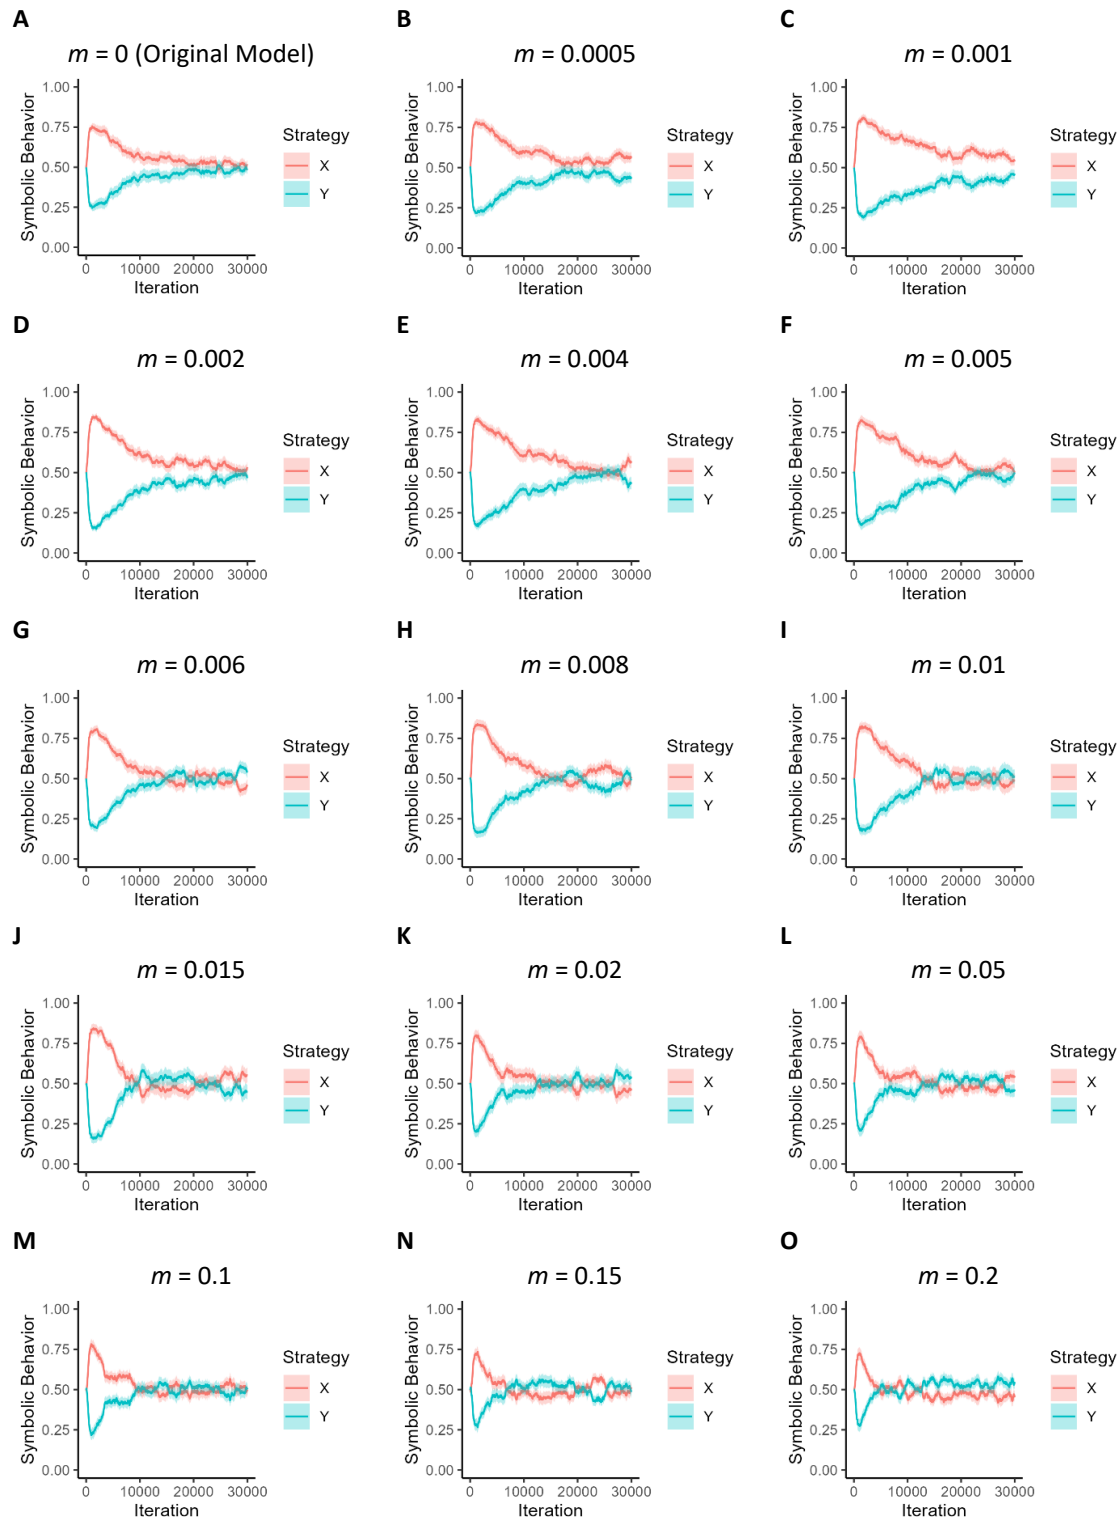 A
m = 0 (Original Model)
Symbolic Behavior
1.00
0.75
0.50
0.25
0.00
0 10000 20000 30000
Iteration
Strategy
X
Y
B
m = 0.0005
Symbolic Behavior
1.00
0.75
0.50
0.25
0.00
0 10000 20000 30000
Iteration
Strategy
X
Y
C
m = 0.001
Symbolic Behavior
1.00
0.75
0.50
0.25
0.00
0 10000 20000 30000
Iteration
Strategy
X
Y
D
m = 0.002
Symbolic Behavior
1.00
0.75
0.50
0.25
0.00
0 10000 20000 30000
Iteration
Strategy
X
Y
E
m = 0.004
Symbolic Behavior
1.00
0.75
0.50
0.25
0.00
0 10000 20000 30000
Iteration
Strategy
X
Y
F
m = 0.005
Symbolic Behavior
1.00
0.75
0.50
0.25
0.00
0 10000 20000 30000
Iteration
Strategy
X
Y
G
m = 0.006
Symbolic Behavior
1.00
0.75
0.50
0.25
0.00
0 10000 20000 30000
Iteration
Strategy
X
Y
H
m = 0.008
Symbolic Behavior
1.00
0.75
0.50
0.25
0.00
0 10000 20000 30000
Iteration
Strategy
X
Y
I
m = 0.01
Symbolic Behavior
1.00
0.75
0.50
0.25
0.00
0 10000 20000 30000
Iteration
Strategy
X
Y
J
m = 0.015
Symbolic Behavior
1.00
0.75
0.50
0.25
0.00
0 10000 20000 30000
Iteration
Strategy
X
Y
K
m = 0.02
Symbolic Behavior
1.00
0.75
0.50
0.25
0.00
0 10000 20000 30000
Iteration
Strategy
X
Y
L
m = 0.05
Symbolic Behavior
1.00
0.75
0.50
0.25
0.00
0 10000 20000 30000
Iteration
Strategy
X
Y
M
m = 0.1
Symbolic Behavior
1.00
0.75
0.50
0.25
0.00
0 10000 20000 30000
Iteration
Strategy
X
Y
N
m = 0.15
Symbolic Behavior
1.00
0.75
0.50
0.25
0.00
0 10000 20000 30000
Iteration
Strategy
X
Y
O
m = 0.2
Symbolic Behavior
1.00
0.75
0.50
0.25
0.00
0 10000 20000 30000
Iteration
Strategy
X
Y